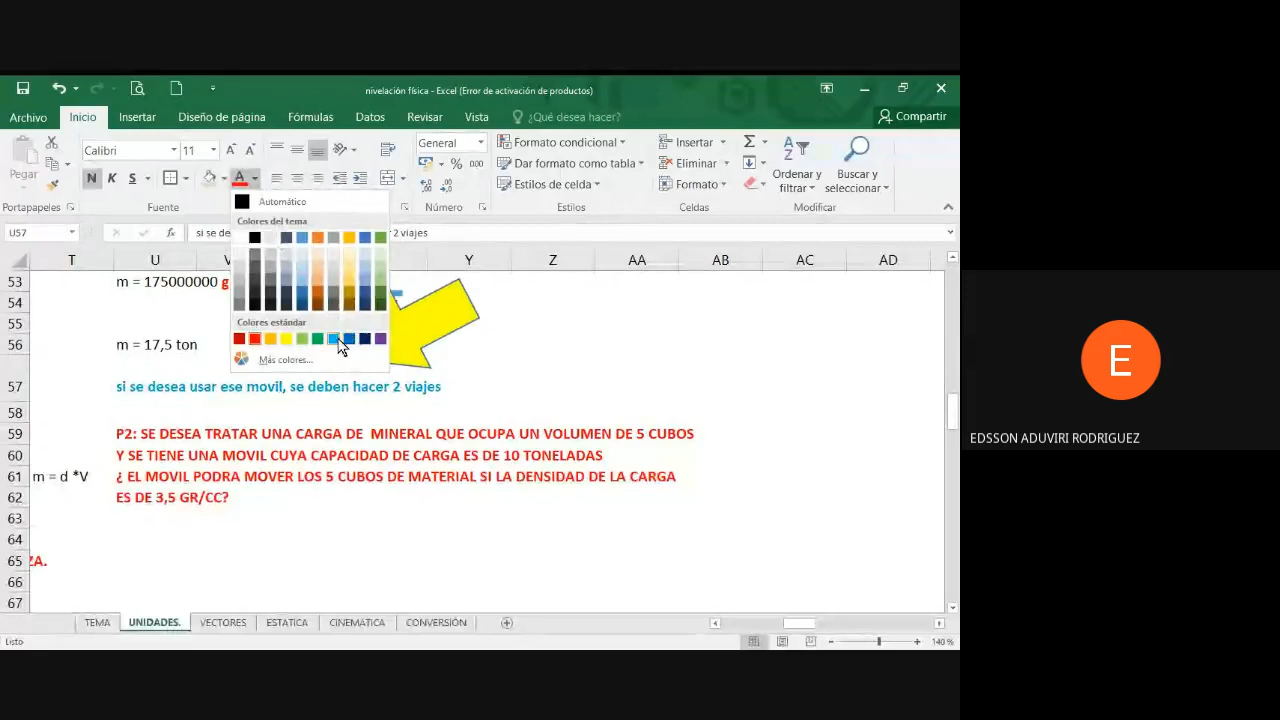 nivelación física - Excel (Error de activación de productos)
Archivo Inicio Insertar Diseño de página Fórmulas Datos Revisar Vista ¿Qué desea hacer? Compartir
Pegar
Calibri 11
N K S
General
% 000
Formato condicional
Dar formato como tabla
Estilos de celda
Insertar
Eliminar
Formato
Ordenar y filtrar
Buscar y seleccionar
Portapapeles Fuente Número Estilos Celdas Modificar
Automático
Colores del tema
Colores estándar
Más colores...
U57 fx si se de 2 viajes
T U V Y Z AA AB AC AD
53 m = 175000000 g
54
55
56 m = 17,5 ton
57 si se desea usar ese movil, se deben hacer 2 viajes
58
59 P2: SE DESEA TRATAR UNA CARGA DE MINERAL QUE OCUPA UN VOLUMEN DE 5 CUBOS
60 Y SE TIENE UNA MOVIL CUYA CAPACIDAD DE CARGA ES DE 10 TONELADAS
61 m = d *V ¿ EL MOVIL PODRA MOVER LOS 5 CUBOS DE MATERIAL SI LA DENSIDAD DE LA CARGA
62 ES DE 3,5 GR/CC?
63
64
65 ZA.
66
67
TEMA UNIDADES. VECTORES ESTATICA CINEMATICA CONVERSIÓN
Listo 140 %
E
EDSSON ADUVIRI RODRIGUEZ